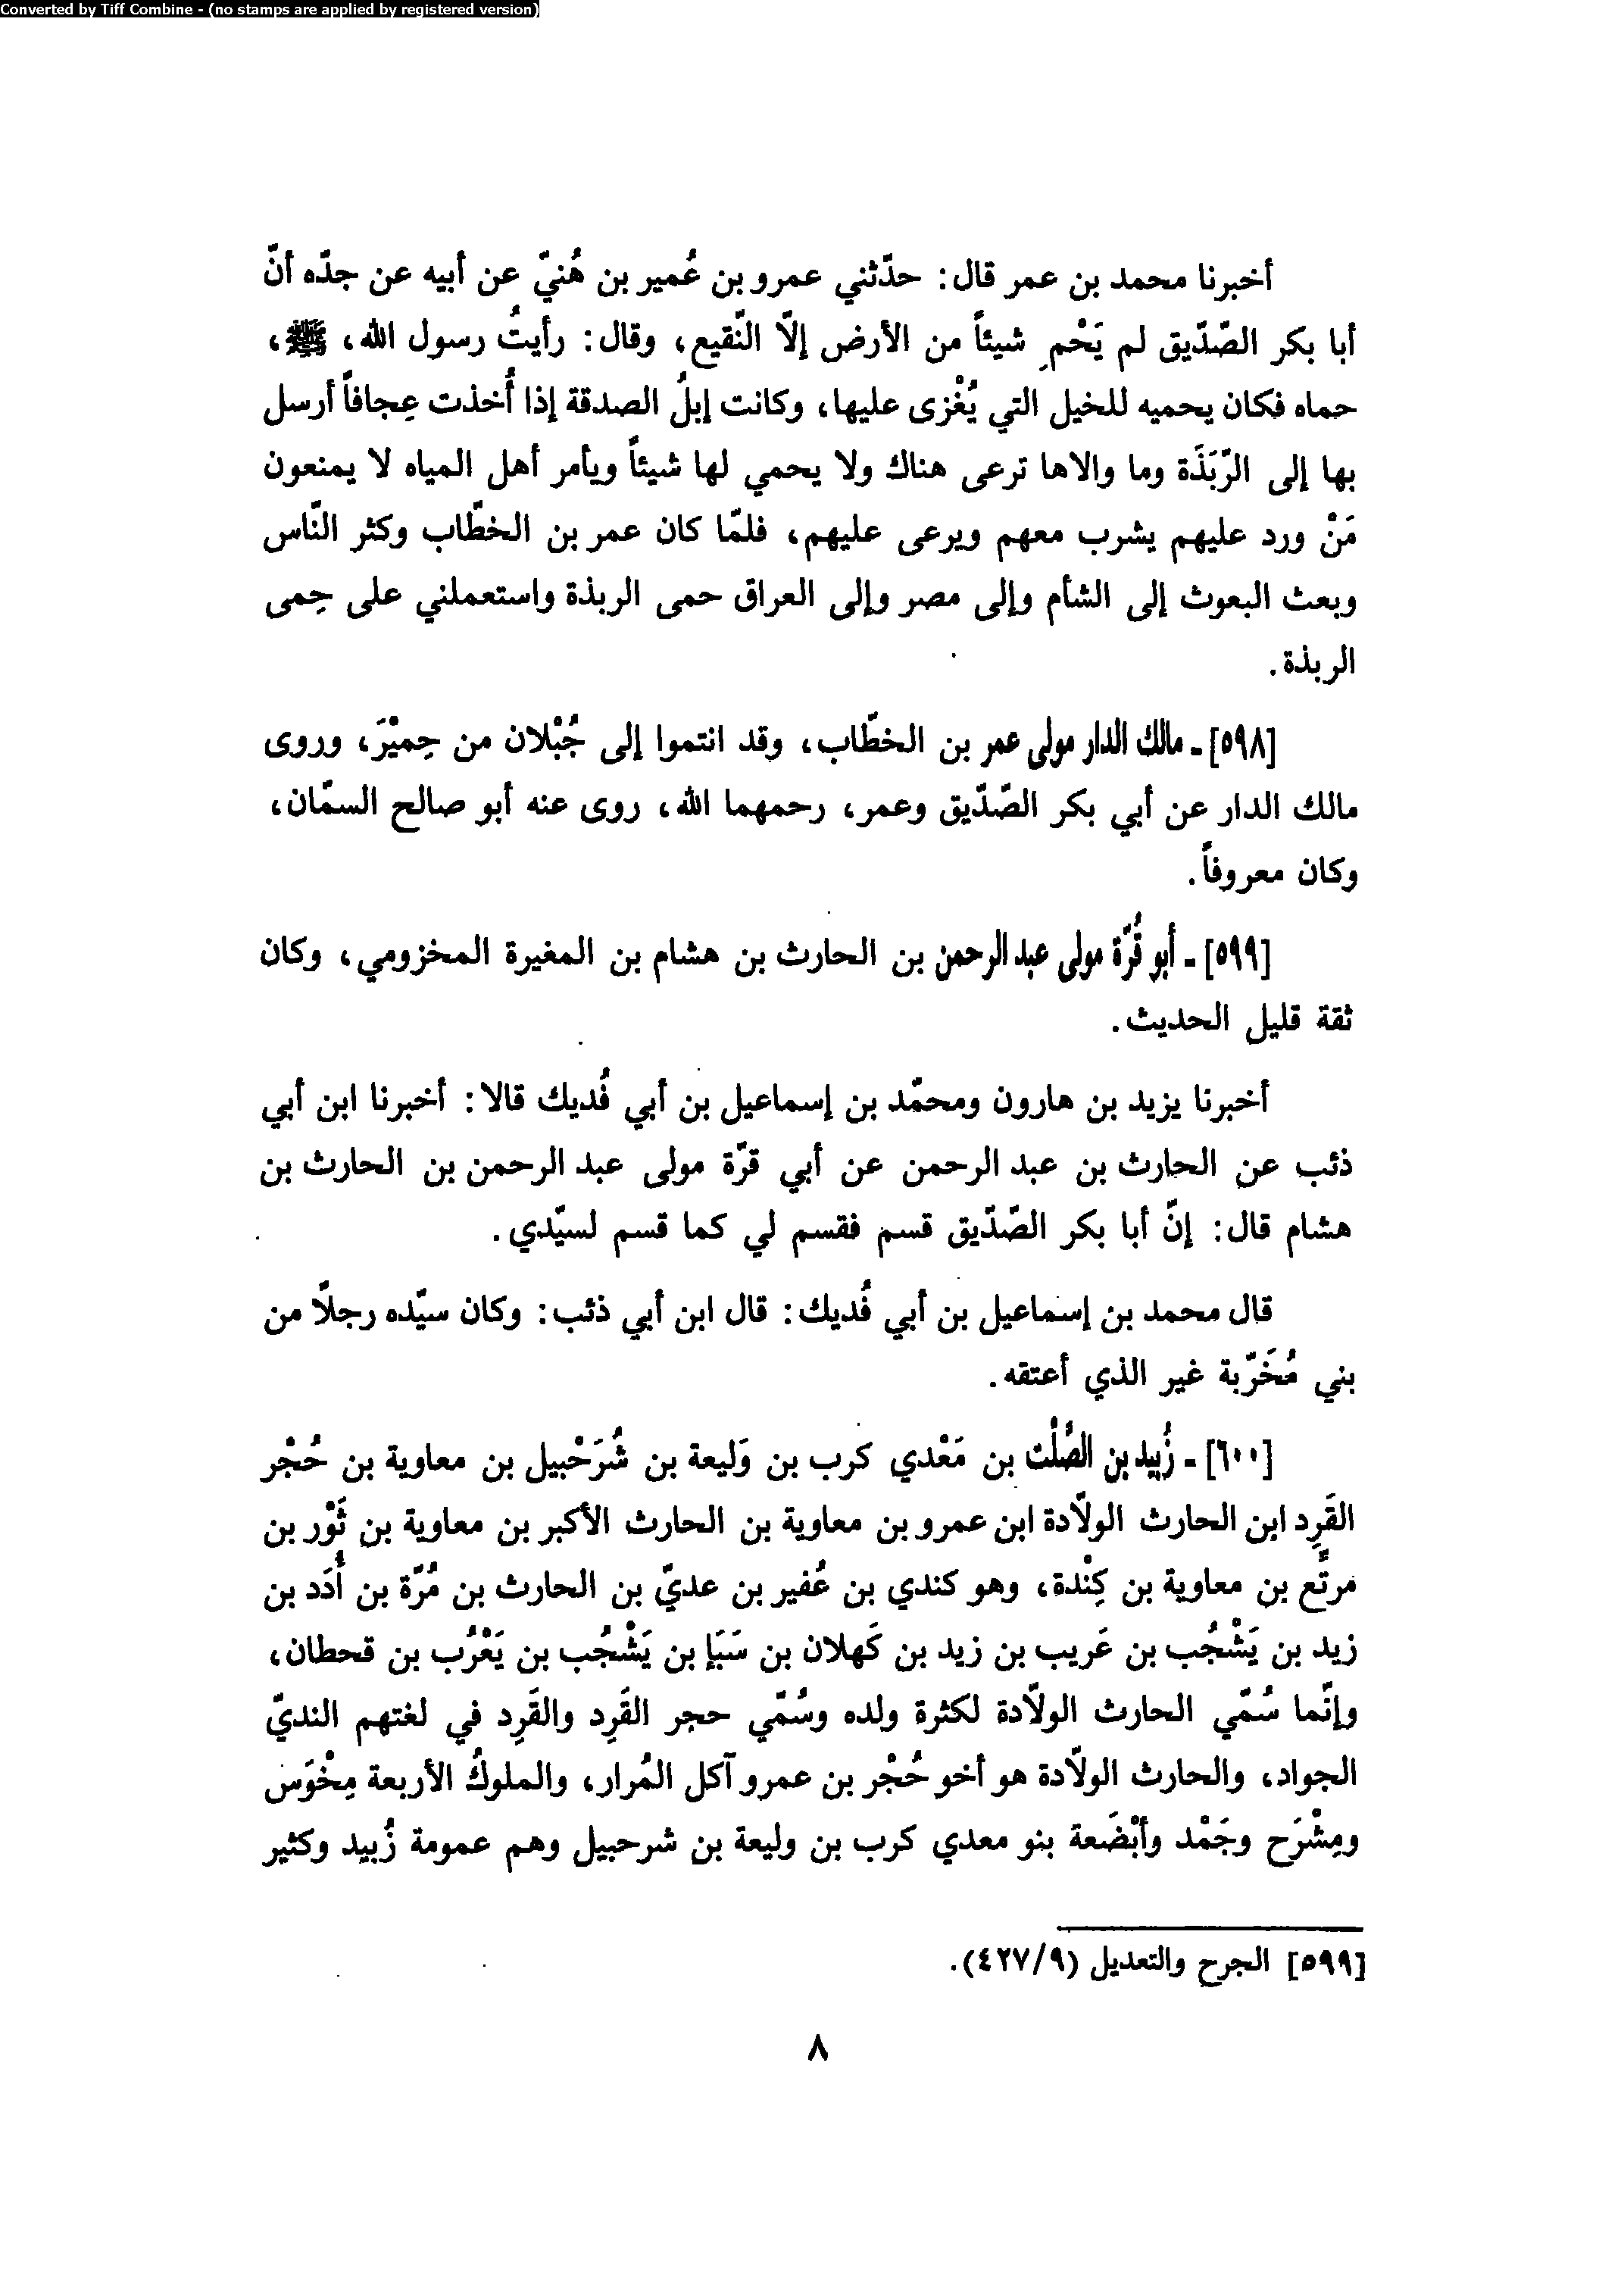 Converted by Tiff Combine - (no stamps are applied by registered version)
أخبرنا محمد بن عمر قال: حدّثني عمرو بن عُمير بن هُنيّ عن أبيه عن جدّه أنّ
أبا بكر الصّدّيق لم يَحْمِ شيئاً من الأرض إلّا النّقيع، وقال: رأيتُ رسول الله، ﷺ،
حماه فكان يحميه للخيل التي يُغْزى عليها، وكانت إبلُ الصدقة إذا أُخذت عِجافاً أرسل
بها إلى الرّبَذَة وما والاها ترعى هناك ولا يحمي لها شيئاً ويأمر أهل المياه لا يمنعون
مَنْ ورد عليهم يشرب معهم ويرعى عليهم، فلمّا كان عمر بن الخطّاب وكثر النّاس
وبعث البعوث إلى الشأم وإلى مصر وإلى العراق حمى الربذة واستعملني على حِمى
الربذة.
[٥٩٨] - مالك الدار مولى عمر بن الخطّاب، وقد انتموا إلى جُبْلان من حِميْرَ، وروى
مالك الدار عن أبي بكر الصّدّيق وعمر، رحمهما الله، روى عنه أبو صالح السمّان،
وكان معروفاً.
[٥٩٩] - أبو قُرّة مولى عبد الرحمن بن الحارث بن هشام بن المغيرة المخزومي، وكان
ثقة قليل الحديث.
أخبرنا يزيد بن هارون ومحمّد بن إسماعيل بن أبي فُديك قالا: أخبرنا ابن أبي
ذئب عن الحارث بن عبد الرحمن عن أبي قرّة مولى عبد الرحمن بن الحارث بن
هشام قال: إنّ أبا بكر الصّدّيق قسم فقسم لي كما قسم لسيّدي.
قال محمد بن إسماعيل بن أبي فُديك: قال ابن أبي ذئب: وكان سيّده رجلًا من
بني مُخَرّبة غير الذي أعتقه.
[٦٠٠] - زُبيد بن الصُّلْت بن مَعْدي كرب بن وَليعة بن شُرَحْبيل بن معاوية بن حُجْر
القَرِد ابن الحارث الولّادة ابن عمرو بن معاوية بن الحارث الأكبر بن معاوية بن ثَوْر بن
مرتّع بن معاوية بن كِنْدة، وهو كندي بن عُفير بن عديّ بن الحارث بن مُرّة بن أُدَد بن
زيد بن يَشْجُب بن عَريب بن زيد بن كَهلان بن سَبَإ بن يَشْجُب بن يَعْرُب بن قحطان،
وإنّما سُمّي الحارث الولّادة لكثرة ولده وسُمّي حجر القَرِد والقَرِد في لغتهم النديّ
الجواد، والحارث الولّادة هو أخو حُجْر بن عمرو آكل المُرار، والملوكُ الأربعة مِخْوَس
ومِشْرَح وجَمْد وأبْضَعة بنو معدي كرب بن وليعة بن شرحبيل وهم عمومة زُبيد وكثير
[٥٩٩] الجرح والتعديل (٤٢٧/٩).
٨